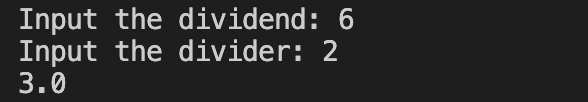 Input the dividend: 6
Input the divider: 2
3.0